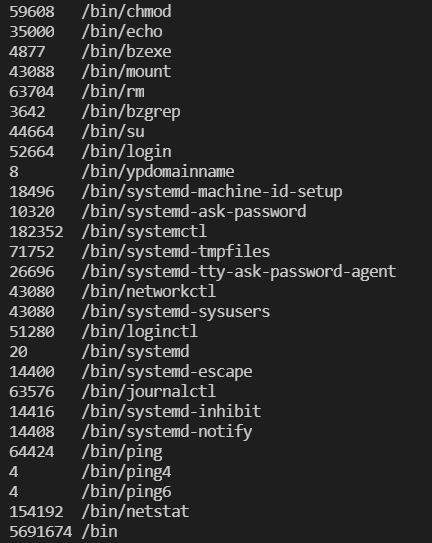 59608 /bin/chmod
35000 /bin/echo
4877 /bin/bzexe
43088 /bin/mount
63704 /bin/rm
3642 /bin/bzgrep
44664 /bin/su
52664 /bin/login
8 /bin/ypdomainname
18496 /bin/systemd-machine-id-setup
10320 /bin/systemd-ask-password
182352 /bin/systemctl
71752 /bin/systemd-tmpfiles
26696 /bin/systemd-tty-ask-password-agent
43080 /bin/networkctl
43080 /bin/systemd-sysusers
51280 /bin/loginctl
20 /bin/systemd
14400 /bin/systemd-escape
63576 /bin/journalctl
14416 /bin/systemd-inhibit
14408 /bin/systemd-notify
64424 /bin/ping
4 /bin/ping4
4 /bin/ping6
154192 /bin/netstat
5691674 /bin